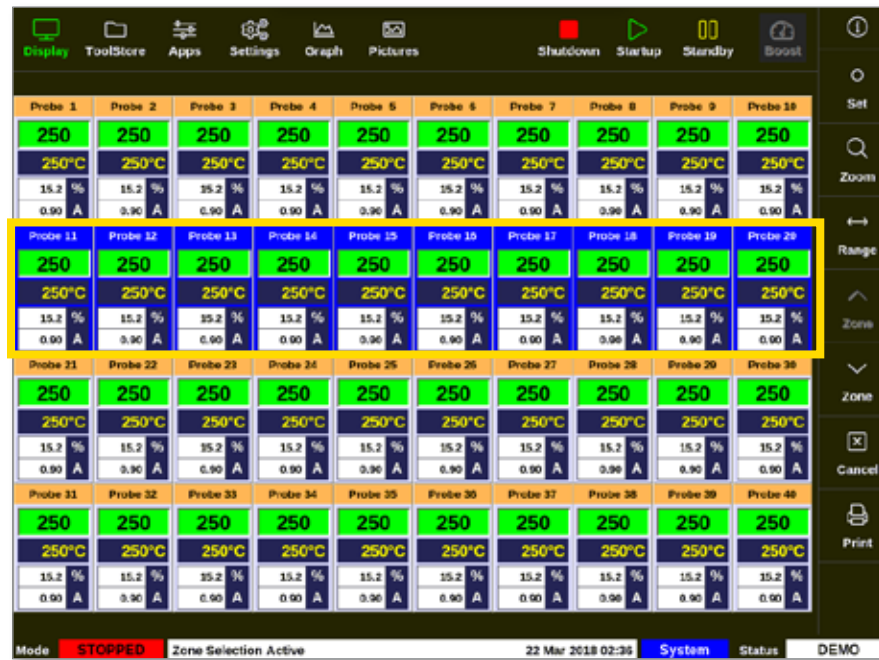 Display ToolStore Apps Settings Graph Pictures Shutdown Startup Standby Boost
Set
Probe 1 Probe 2 Probe 3 Probe 4 Probe 5 Probe 6 Probe 7 Probe 8 Probe 9 Probe 10
250 250 250 250 250 250 250 250 250 250
250°C 250°C 250°C 250°C 250°C 250°C 250°C 250°C 250°C 250°C
Zoom
15.2 % 15.2 % 15.2 % 15.2 % 15.2 % 15.2 % 15.2 % 15.2 % 15.2 % 15.2 %
0.90 A 0.90 A 0.90 A 0.90 A 0.90 A 0.90 A 0.90 A 0.90 A 0.90 A 0.90 A
Probe 11 Probe 12 Probe 13 Probe 14 Probe 15 Probe 16 Probe 17 Probe 18 Probe 19 Probe 20
Range
250 250 250 250 250 250 250 250 250 250
250°C 250°C 250°C 250°C 250°C 250°C 250°C 250°C 250°C 250°C
15.2 % 15.2 % 15.2 % 15.2 % 15.2 % 15.2 % 15.2 % 15.2 % 15.2 % 15.2 %
Zone
0.90 A 0.90 A 0.90 A 0.90 A 0.90 A 0.90 A 0.90 A 0.90 A 0.90 A 0.90 A
Probe 21 Probe 22 Probe 23 Probe 24 Probe 25 Probe 26 Probe 27 Probe 28 Probe 29 Probe 30
250 250 250 250 250 250 250 250 250 250
Zone
250°C 250°C 250°C 250°C 250°C 250°C 250°C 250°C 250°C 250°C
15.2 % 15.2 % 15.2 % 15.2 % 15.2 % 15.2 % 15.2 % 15.2 % 15.2 % 15.2 %
0.90 A 0.90 A 0.90 A 0.90 A 0.90 A 0.90 A 0.90 A 0.90 A 0.90 A 0.90 A
Cancel
Probe 31 Probe 32 Probe 33 Probe 34 Probe 35 Probe 36 Probe 37 Probe 38 Probe 39 Probe 40
250 250 250 250 250 250 250 250 250 250
250°C 250°C 250°C 250°C 250°C 250°C 250°C 250°C 250°C 250°C
Print
15.2 % 15.2 % 15.2 % 15.2 % 15.2 % 15.2 % 15.2 % 15.2 % 15.2 % 15.2 %
0.90 A 0.90 A 0.90 A 0.90 A 0.90 A 0.90 A 0.90 A 0.90 A 0.90 A 0.90 A
Mode STOPPED Zone Selection Active 22 Mar 2018 02:36 System Status DEMO